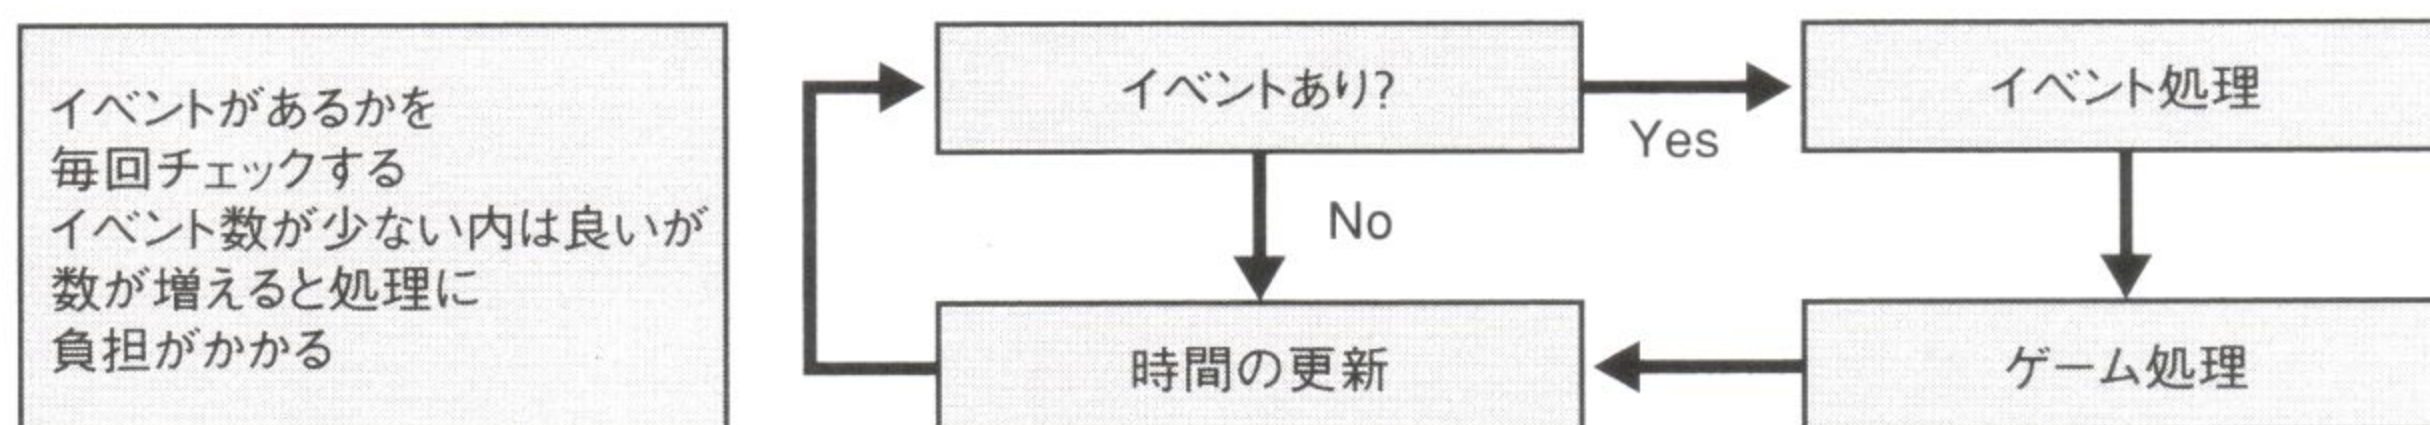 イベントがあるかを
毎回チェックする
イベント数が少ない内は良いが
数が増えると処理に
負担がかかる
イベントあり?
Yes
イベント処理
No
時間の更新
ゲーム処理